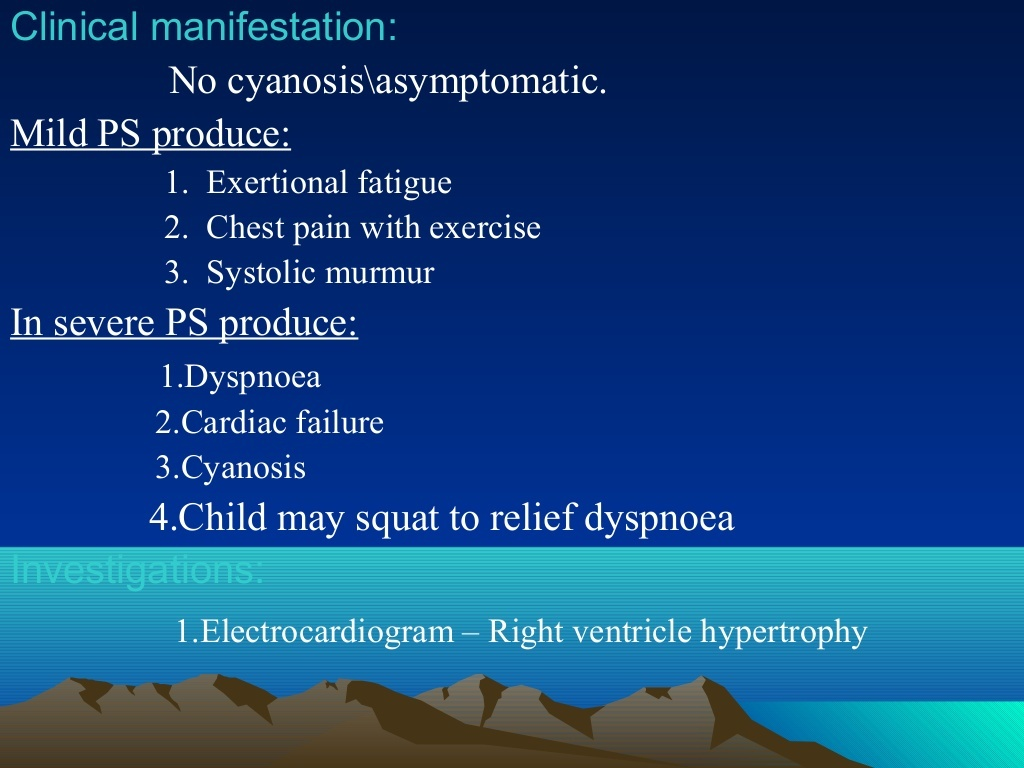 Clinical manifestation:
No cyanosis\asymptomatic.
Mild PS produce:
1. Exertional fatigue
2. Chest pain with exercise
3. Systolic murmur
In severe PS produce:
1.Dyspnoea
2.Cardiac failure
3.Cyanosis
4.Child may squat to relief dyspnoea
Investigations:
1.Electrocardiogram – Right ventricle hypertrophy